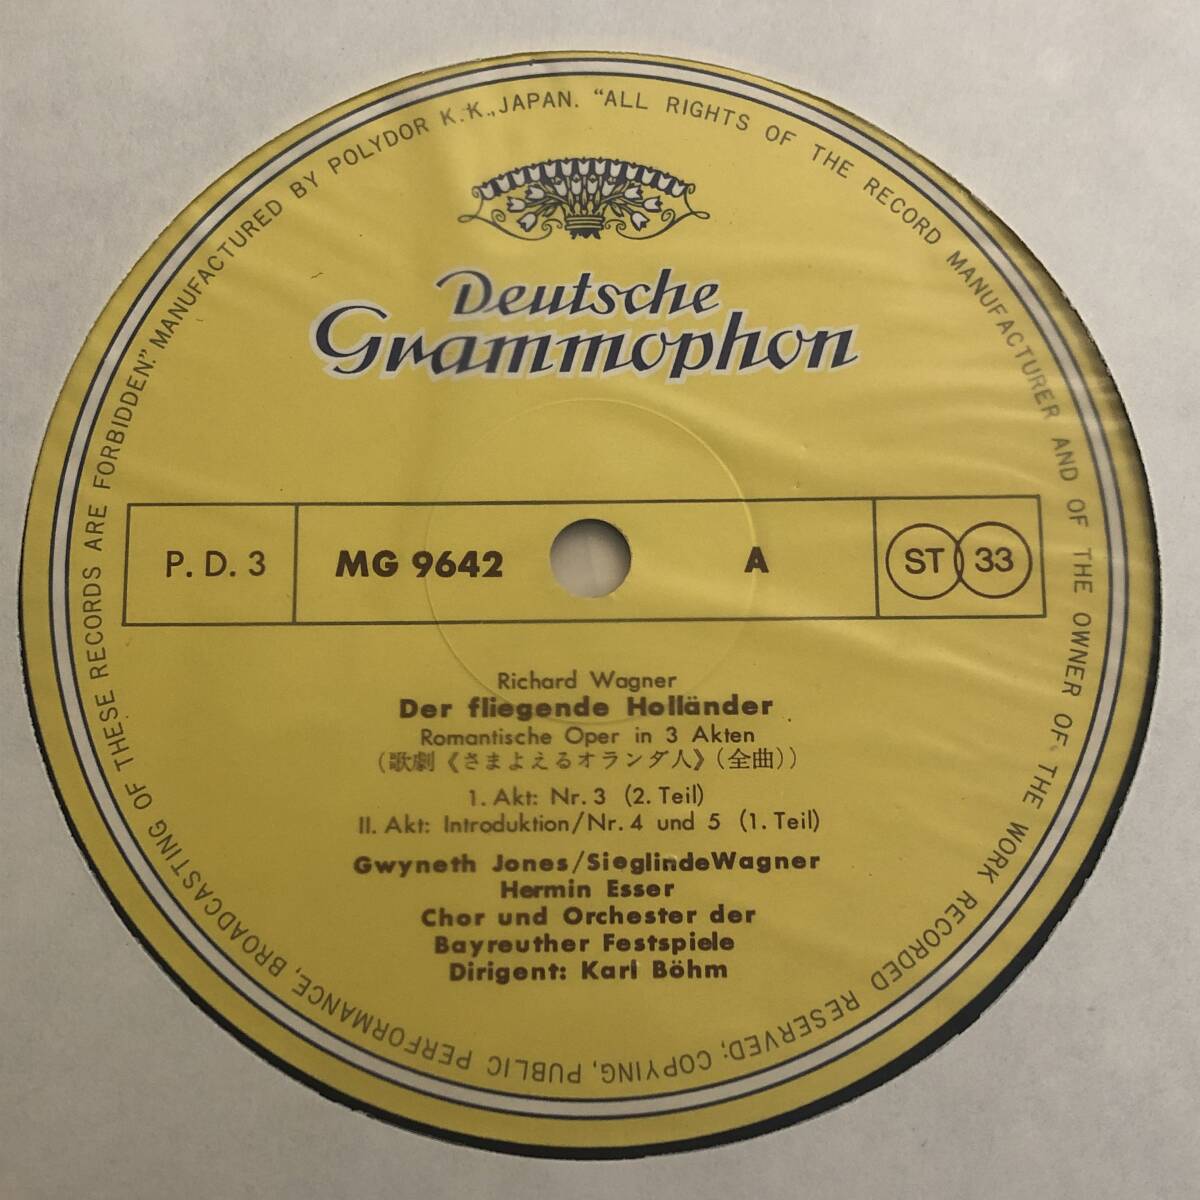 MANUFACTURED BY POLYDOR K.K., JAPAN. "ALL RIGHTS OF THE RECORD MANUFACTURER AND OF THE OWNER OF THE WORK RECORDED RESERVED; COPYING, PUBLIC PERFORMANCE, BROADCASTING OF THESE RECORDS ARE FORBIDDEN."
Deutsche
Grammophon
P. D. 3 MG 9642 A ST 33
Richard Wagner
Der fliegende Holländer
Romantische Oper in 3 Akten
(歌劇《さまよえるオランダ人》(全曲))
I. Akt: Nr. 3 (2. Teil)
II. Akt: Introduktion/Nr. 4 und 5 (1. Teil)
Gwyneth Jones/Sieglinde Wagner
Hermin Esser
Chor und Orchester der
Bayreuther Festspiele
Dirigent: Karl Böhm